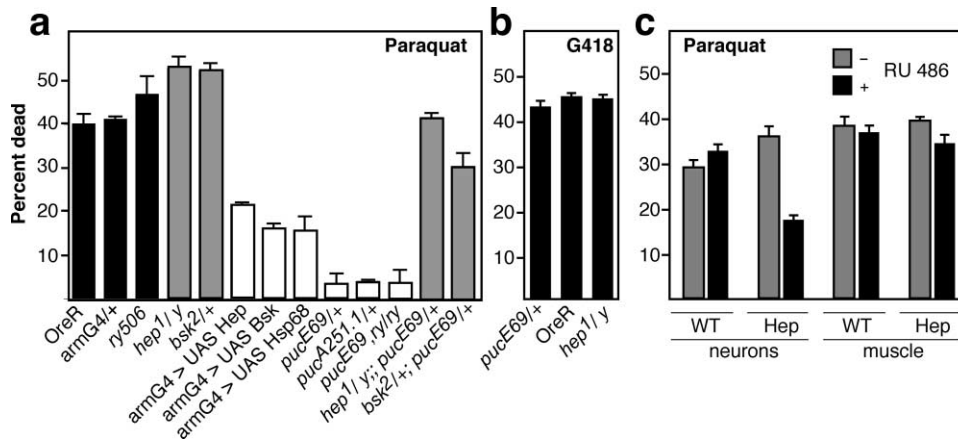 a
Paraquat
Percent dead
50
40
30
20
10
OreR
armG4/+
ry506
hep1/ y
bsk2/+
armG4 > UAS Hep
armG4 > UAS Bsk
armG4 > UAS Hsp68
pucE69/+
pucA251.1/+
pucE69 ,ry/ry
hep1/ y;; pucE69/+
bsk2/+; pucE69/+
b
G418
50
40
30
20
10
pucE69/+
OreR
hep1/ y
c
Paraquat
– RU 486
+
50
40
30
20
10
WT Hep WT Hep
neurons muscle